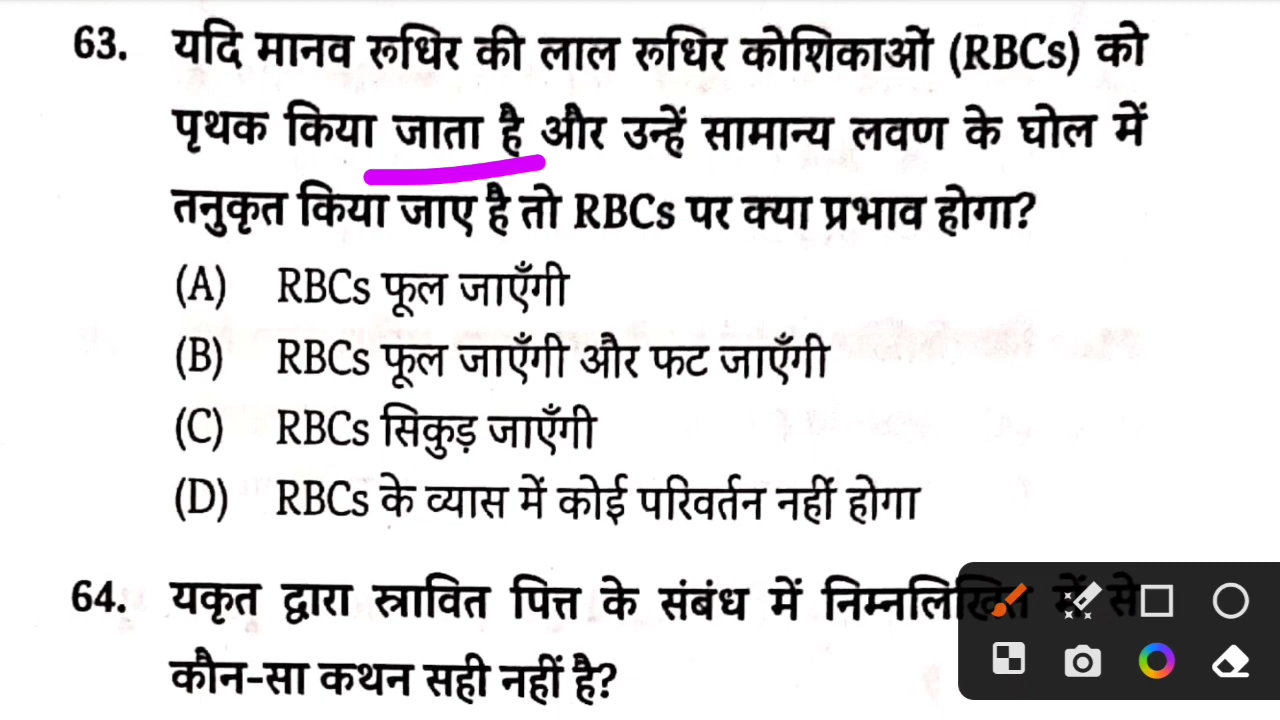 63. यदि मानव रूधिर की लाल रूधिर कोशिकाओं (RBCs) को
पृथक किया जाता है और उन्हें सामान्य लवण के घोल में
तनुकृत किया जाए है तो RBCs पर क्या प्रभाव होगा?
(A) RBCs फूल जाएँगी
(B) RBCs फूल जाएँगी और फट जाएँगी
(C) RBCs सिकुड़ जाएँगी
(D) RBCs के व्यास में कोई परिवर्तन नहीं होगा
64. यकृत द्वारा स्त्रावित पित्त के संबंध में निम्नलिखित में से
कौन-सा कथन सही नहीं है?